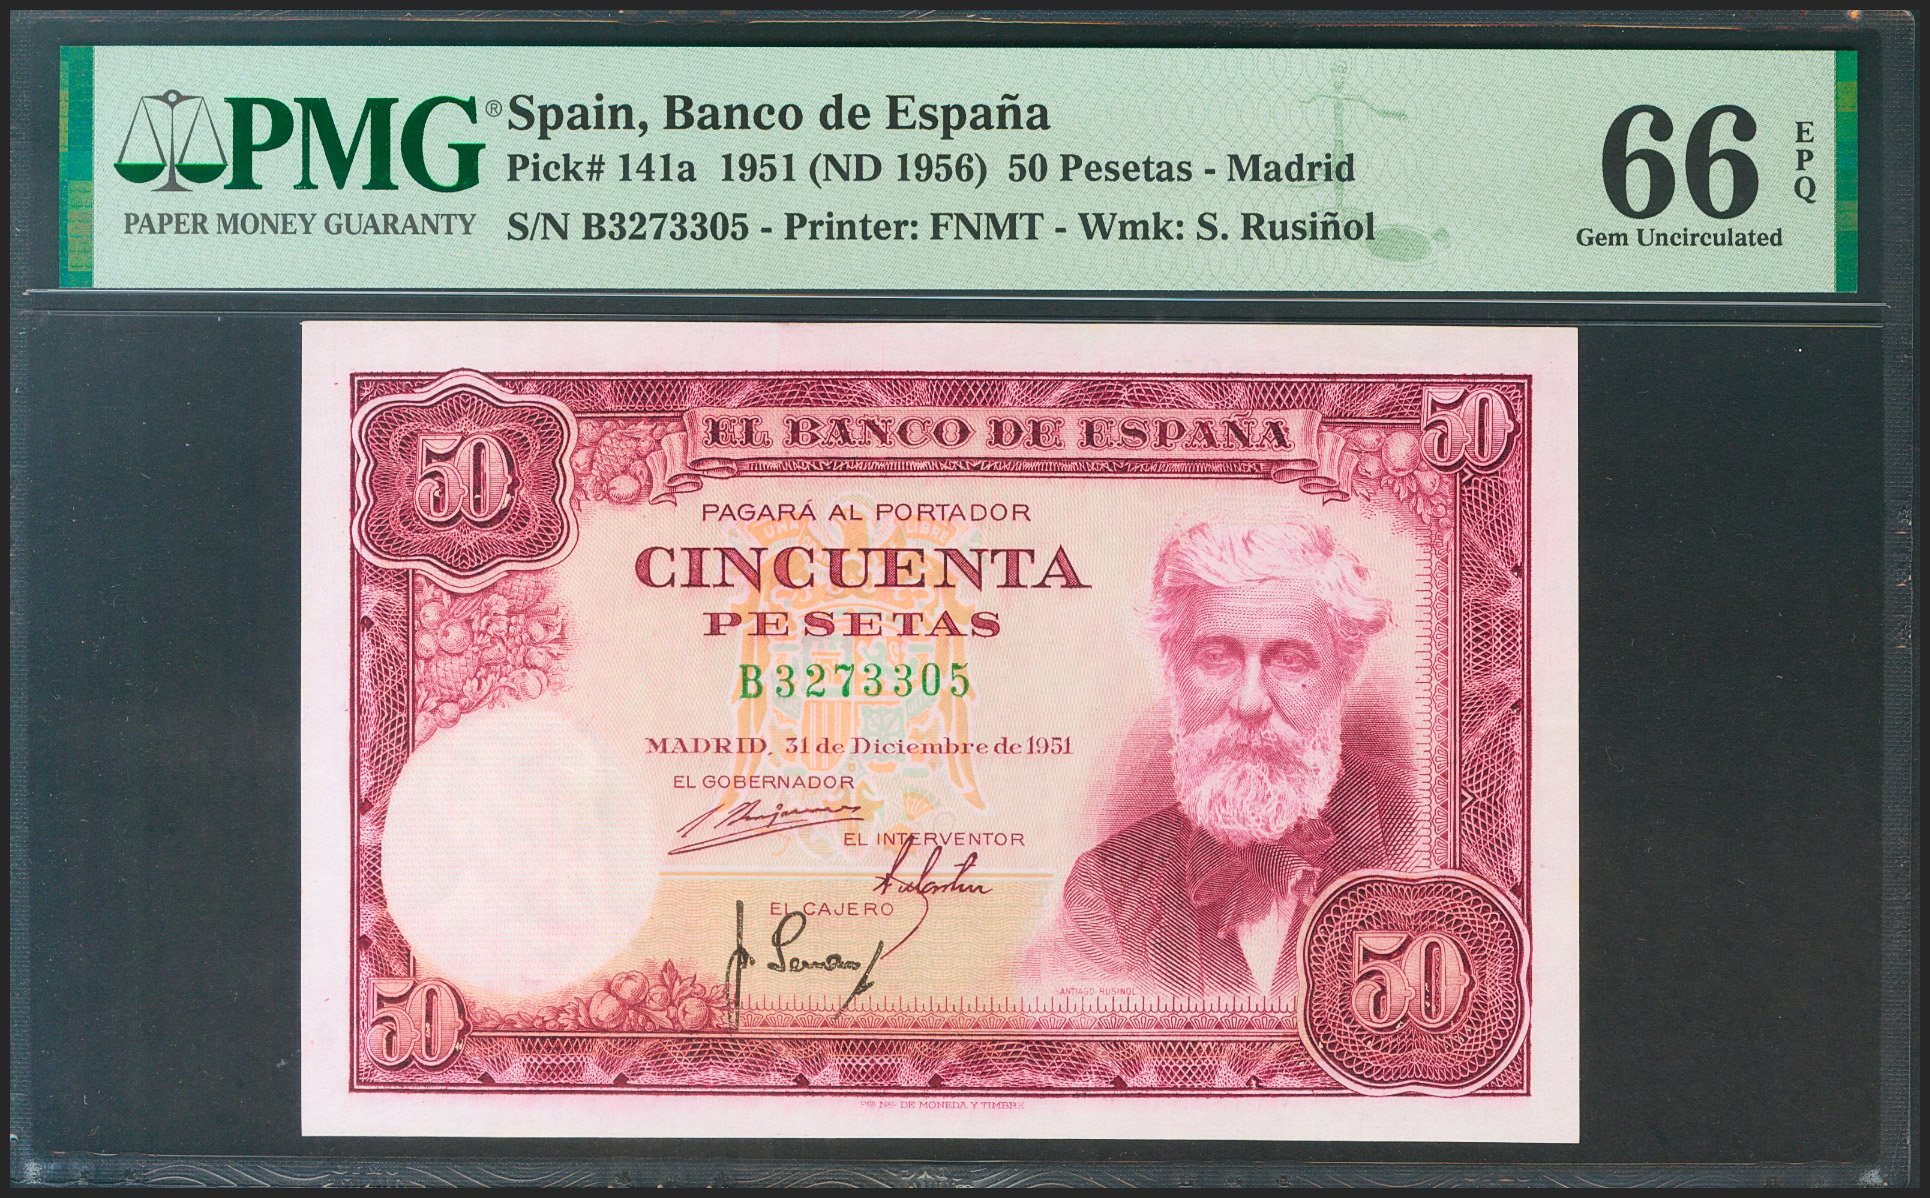 PMG®
PAPER MONEY GUARANTY
Spain, Banco de España
Pick# 141a 1951 (ND 1956) 50 Pesetas - Madrid
S/N B3273305 - Printer: FNMT - Wmk: S. Rusiñol
66
EPQ
Gem Uncirculated
50
EL BANCO DE ESPAÑA
50
PAGARÁ AL PORTADOR
UNA LIBRE
CINCUENTA
PESETAS
B3273305
MADRID, 31 de Diciembre de 1951
EL GOBERNADOR
EL INTERVENTOR
EL CAJERO
SANTIAGO RUSIÑOL
50
50
FCA. NAL. DE MONEDA Y TIMBRE